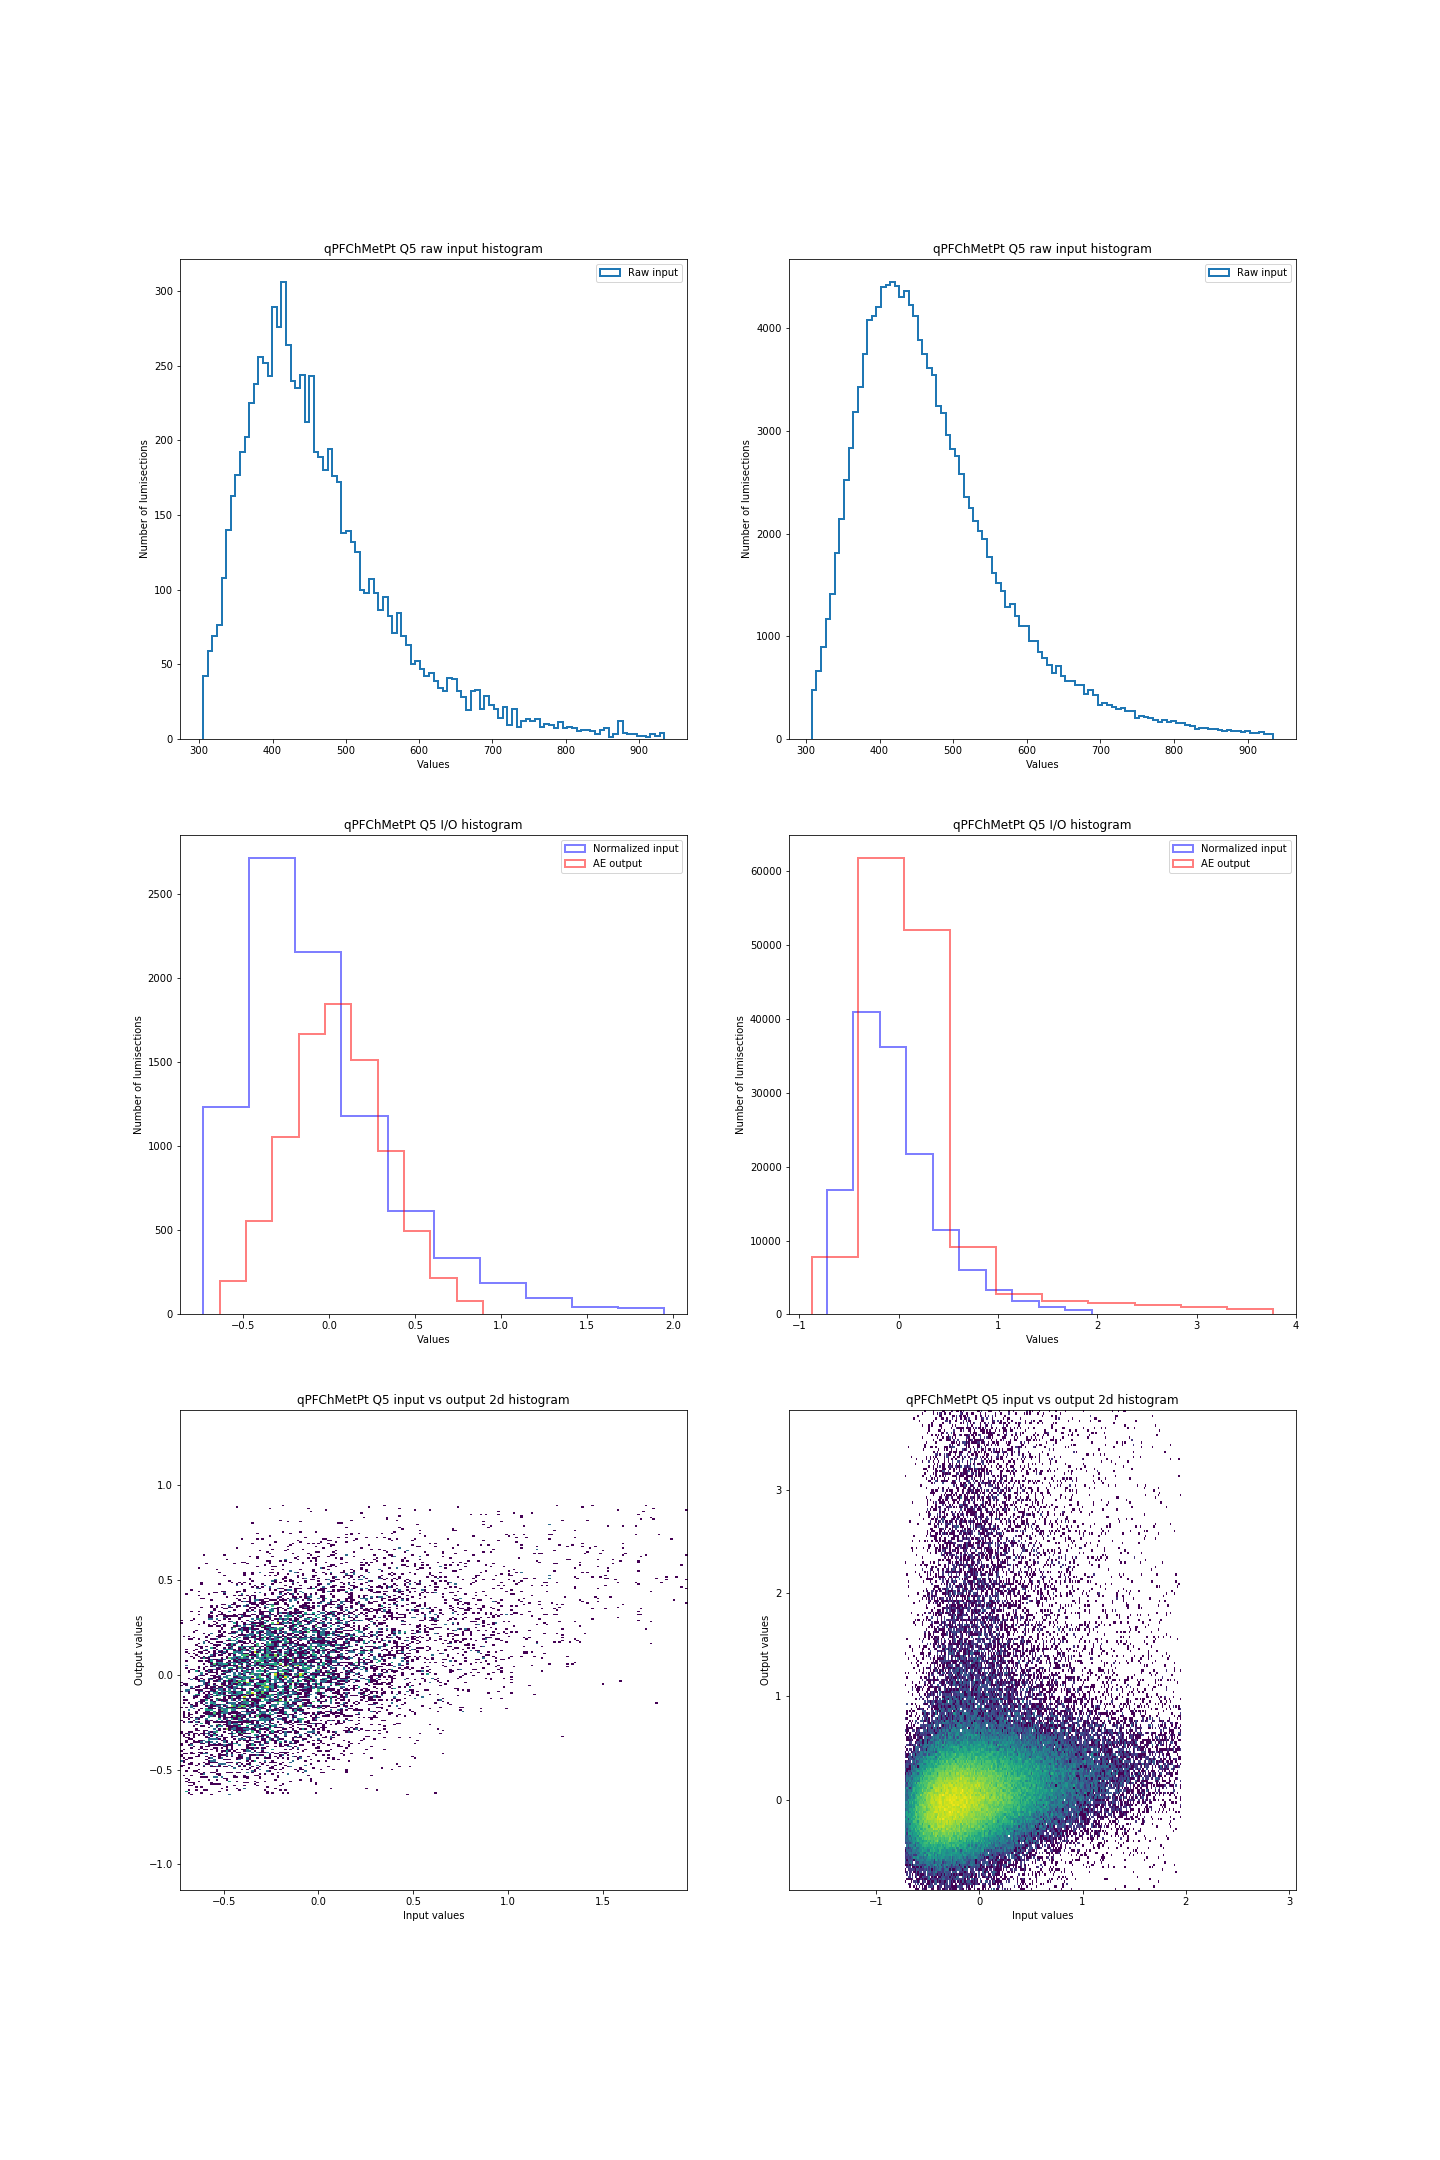 qPFChMetPt Q5 raw input histogram
Raw input
300
250
200
150
100
50
0
Number of lumisections
300 400 500 600 700 800 900
Values
qPFChMetPt Q5 raw input histogram
Raw input
4000
3000
2000
1000
0
Number of lumisections
300 400 500 600 700 800 900
Values
qPFChMetPt Q5 I/O histogram
Normalized input
AE output
2500
2000
1500
1000
500
0
Number of lumisections
−0.5 0.0 0.5 1.0 1.5 2.0
Values
qPFChMetPt Q5 I/O histogram
Normalized input
AE output
60000
50000
40000
30000
20000
10000
0
Number of lumisections
−1 0 1 2 3 4
Values
qPFChMetPt Q5 input vs output 2d histogram
1.0
0.5
0.0
−0.5
−1.0
Output values
−0.5 0.0 0.5 1.0 1.5
Input values
qPFChMetPt Q5 input vs output 2d histogram
3
2
1
0
Output values
−1 0 1 2 3
Input values